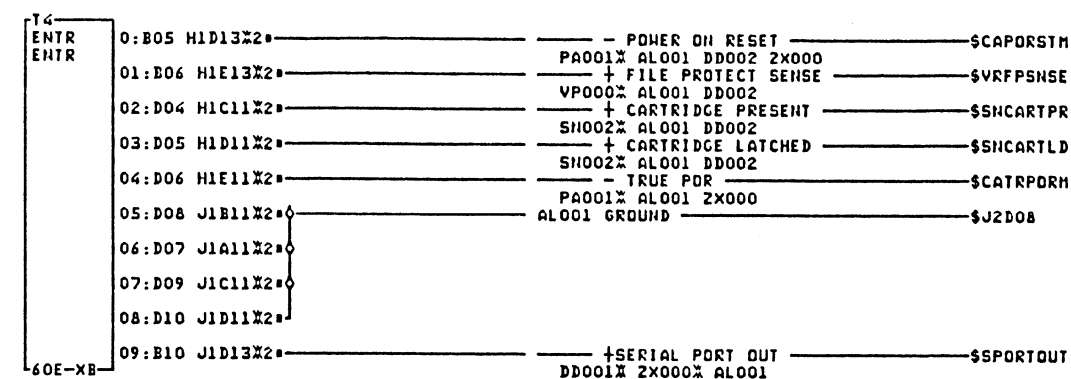 T4
ENTR
ENTR
0:B05 H1D13%2 — POWER ON RESET $CAPORSTM
PA001% AL001 DD002 ZX000
01:B06 H1E13%2 + FILE PROTECT SENSE $VRFPSNSE
VP000% AL001 DD002
02:D04 H1C11%2 + CARTRIDGE PRESENT $SNCARTPR
SN002% AL001 DD002
03:D05 H1D11%2 + CARTRIDGE LATCHED $SNCARTLD
SN002% AL001 DD002
04:D06 H1E11%2 — TRUE POR $CATRPORM
PA001% AL001 ZX000
05:D08 J1B11%2 AL001 GROUND $J2D08
06:D07 J1A11%2
07:D09 J1C11%2
08:D10 J1D11%2
09:B10 J1D13%2 +SERIAL PORT OUT $SPORTOUT
DD001% ZX000% AL001
60E-XB